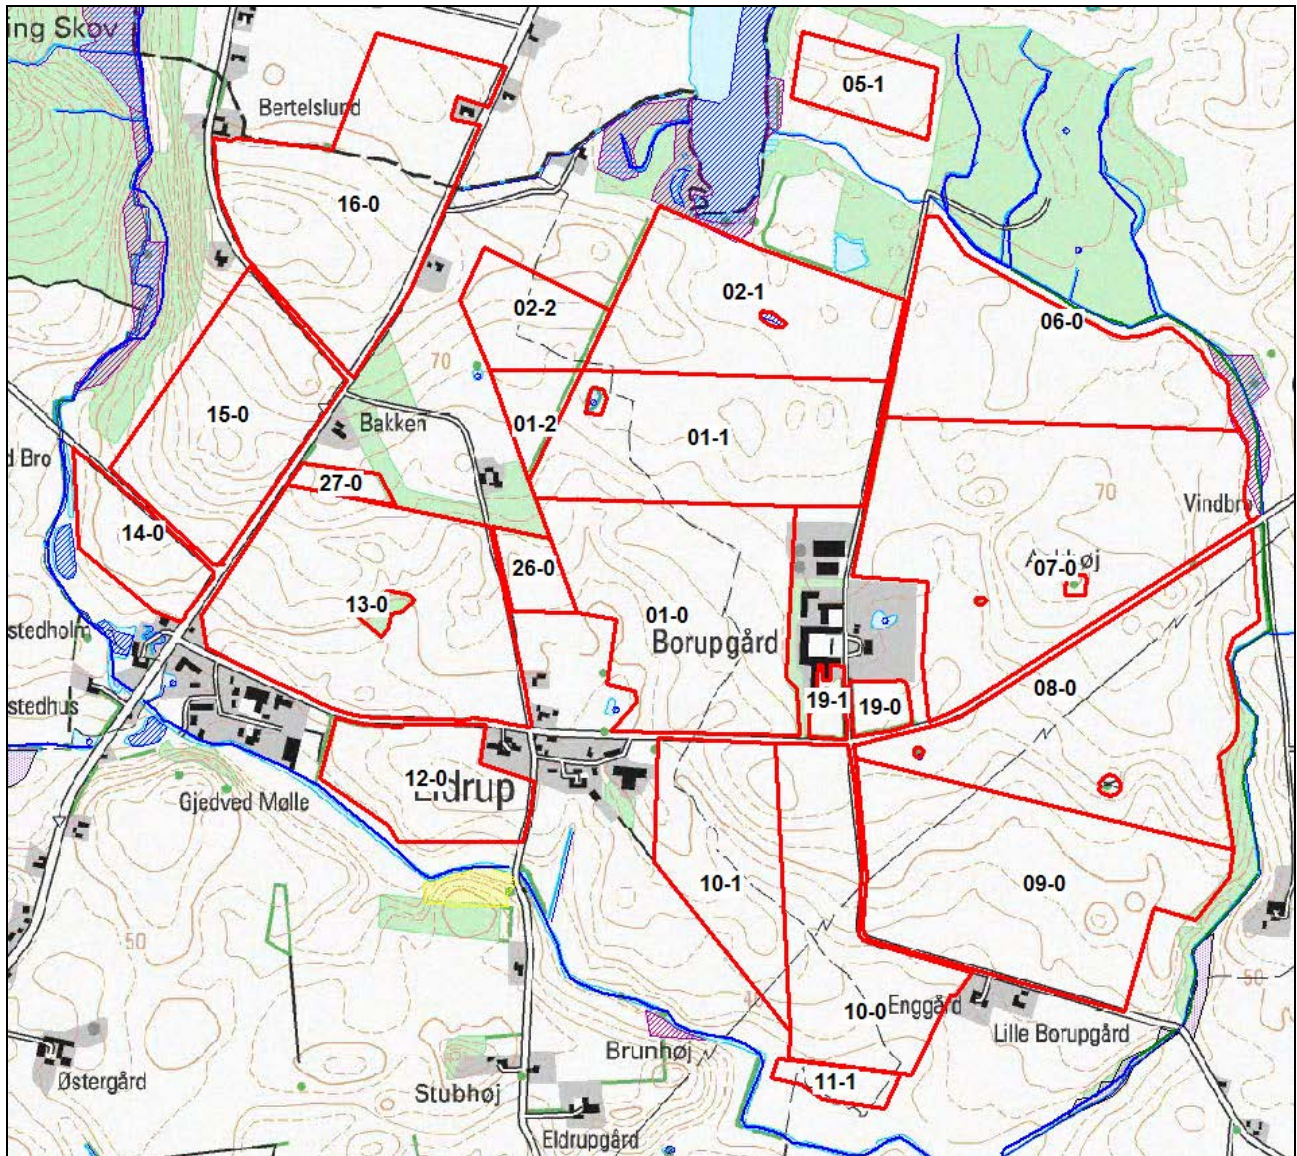 ing Skov
05-1
Bertelslund
16-0
02-1
02-2
06-0
70
15-0
01-2
01-1
Bakken
d Bro
27-0
70
Vindbro
14-0
26-0
07-0
13-0
01-0
stedholm
Borupgård
08-0
19-1
19-0
stedhus
12-0
Eldrup
Gjedved Mølle
10-1
09-0
50
50
10-0
Enggård
Lille Borupgård
Brunhøj
Østergård
11-1
Stubhøj
Eldrupgård